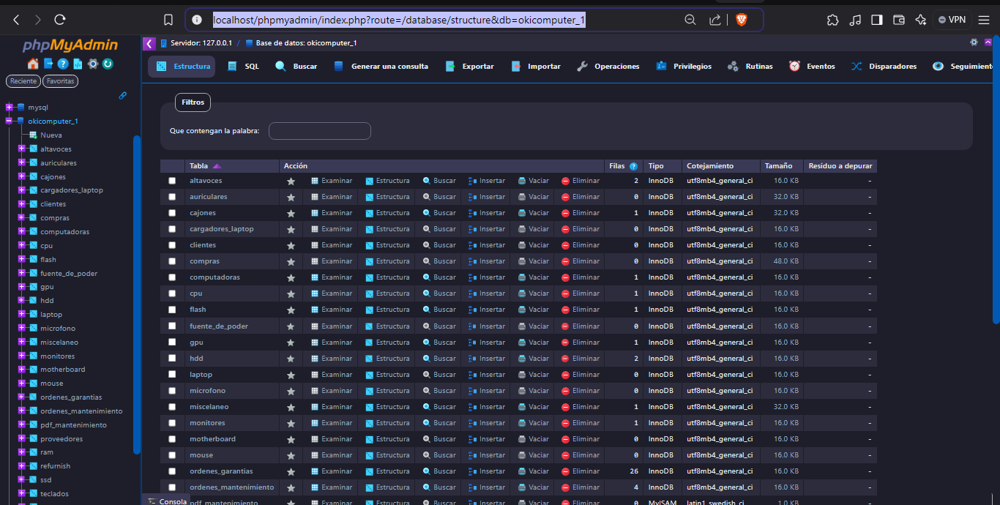 localhost/phpmyadmin/index.php?route=/database/structure&db=okicomputer_1
VPN
phpMyAdmin
Reciente Favoritas
mysql
okicomputer_1
Nueva
altavoces
auriculares
cajones
cargadores_laptop
clientes
compras
computadoras
cpu
flash
fuente_de_poder
gpu
hdd
laptop
microfono
miscelaneo
monitores
motherboard
mouse
ordenes_garantias
ordenes_mantenimiento
pdf_mantenimiento
proveedores
ram
refurnish
ssd
teclados
Servidor: 127.0.0.1 / Base de datos: okicomputer_1
Estructura SQL Buscar Generar una consulta Exportar Importar Operaciones Privilegios Rutinas Eventos Disparadores Seguimiento
Filtros
Que contengan la palabra:
Tabla Acción Filas Tipo Cotejamiento Tamaño Residuo a depurar
altavoces Examinar Estructura Buscar Insertar Vaciar Eliminar 2 InnoDB utf8mb4_general_ci 16.0 KB -
auriculares Examinar Estructura Buscar Insertar Vaciar Eliminar 0 InnoDB utf8mb4_general_ci 32.0 KB -
cajones Examinar Estructura Buscar Insertar Vaciar Eliminar 1 InnoDB utf8mb4_general_ci 32.0 KB -
cargadores_laptop Examinar Estructura Buscar Insertar Vaciar Eliminar 0 InnoDB utf8mb4_general_ci 16.0 KB -
clientes Examinar Estructura Buscar Insertar Vaciar Eliminar 0 InnoDB utf8mb4_general_ci 16.0 KB -
compras Examinar Estructura Buscar Insertar Vaciar Eliminar 0 InnoDB utf8mb4_general_ci 48.0 KB -
computadoras Examinar Estructura Buscar Insertar Vaciar Eliminar 1 InnoDB utf8mb4_general_ci 16.0 KB -
cpu Examinar Estructura Buscar Insertar Vaciar Eliminar 1 InnoDB utf8mb4_general_ci 16.0 KB -
flash Examinar Estructura Buscar Insertar Vaciar Eliminar 1 InnoDB utf8mb4_general_ci 16.0 KB -
fuente_de_poder Examinar Estructura Buscar Insertar Vaciar Eliminar 0 InnoDB utf8mb4_general_ci 16.0 KB -
gpu Examinar Estructura Buscar Insertar Vaciar Eliminar 1 InnoDB utf8mb4_general_ci 16.0 KB -
hdd Examinar Estructura Buscar Insertar Vaciar Eliminar 2 InnoDB utf8mb4_general_ci 16.0 KB -
laptop Examinar Estructura Buscar Insertar Vaciar Eliminar 0 InnoDB utf8mb4_general_ci 16.0 KB -
microfono Examinar Estructura Buscar Insertar Vaciar Eliminar 0 InnoDB utf8mb4_general_ci 16.0 KB -
miscelaneo Examinar Estructura Buscar Insertar Vaciar Eliminar 1 InnoDB utf8mb4_general_ci 32.0 KB -
monitores Examinar Estructura Buscar Insertar Vaciar Eliminar 1 InnoDB utf8mb4_general_ci 16.0 KB -
motherboard Examinar Estructura Buscar Insertar Vaciar Eliminar 0 InnoDB utf8mb4_general_ci 16.0 KB -
mouse Examinar Estructura Buscar Insertar Vaciar Eliminar 0 InnoDB utf8mb4_general_ci 16.0 KB -
ordenes_garantias Examinar Estructura Buscar Insertar Vaciar Eliminar 26 InnoDB utf8mb4_general_ci 16.0 KB -
ordenes_mantenimiento Examinar Estructura Buscar Insertar Vaciar Eliminar 4 InnoDB utf8mb4_general_ci 16.0 KB -
pdf_mantenimiento Examinar Estructura Buscar Insertar Vaciar Eliminar 0 MyISAM latin1_swedish_ci 1.0 KB -
Consola